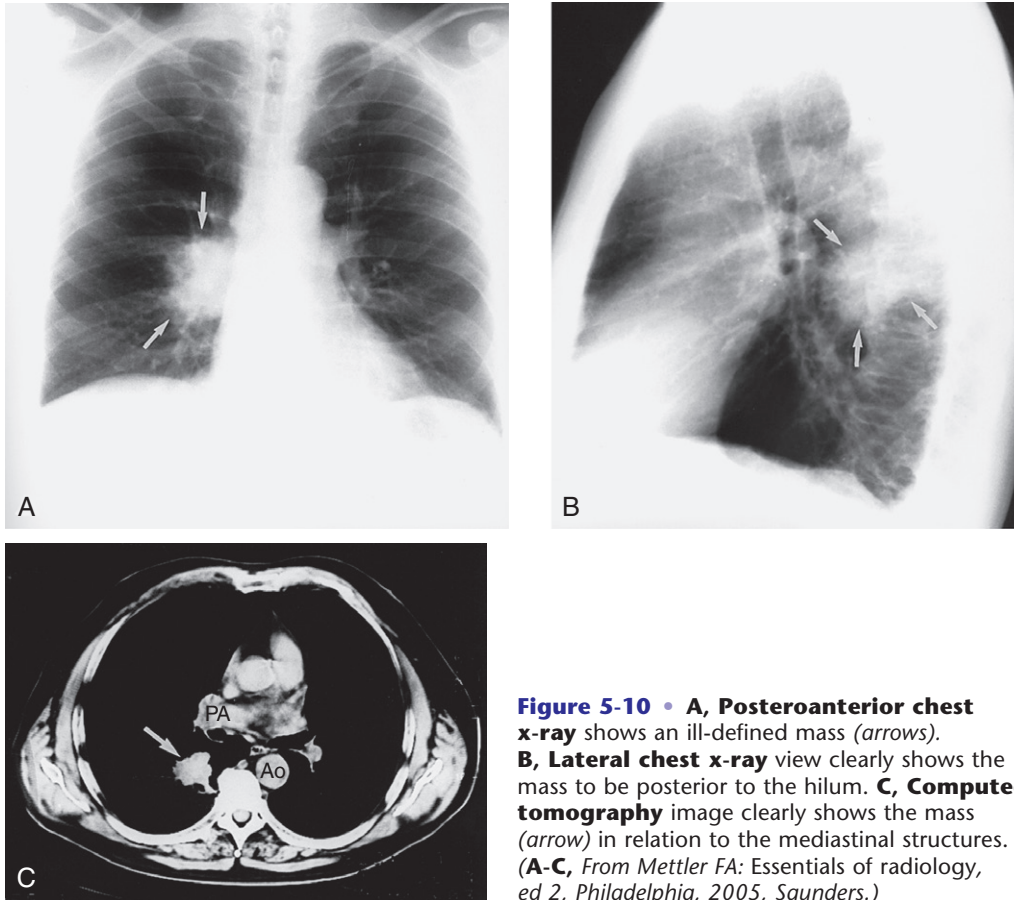 A
B
PA
Ao
C
Figure 5-10 • A, Posteroanterior chest
x-ray shows an ill-defined mass (arrows).
B, Lateral chest x-ray view clearly shows the
mass to be posterior to the hilum. C, Compute
tomography image clearly shows the mass
(arrow) in relation to the mediastinal structures.
(A-C, From Mettler FA: Essentials of radiology,
ed 2, Philadelphia, 2005, Saunders.)